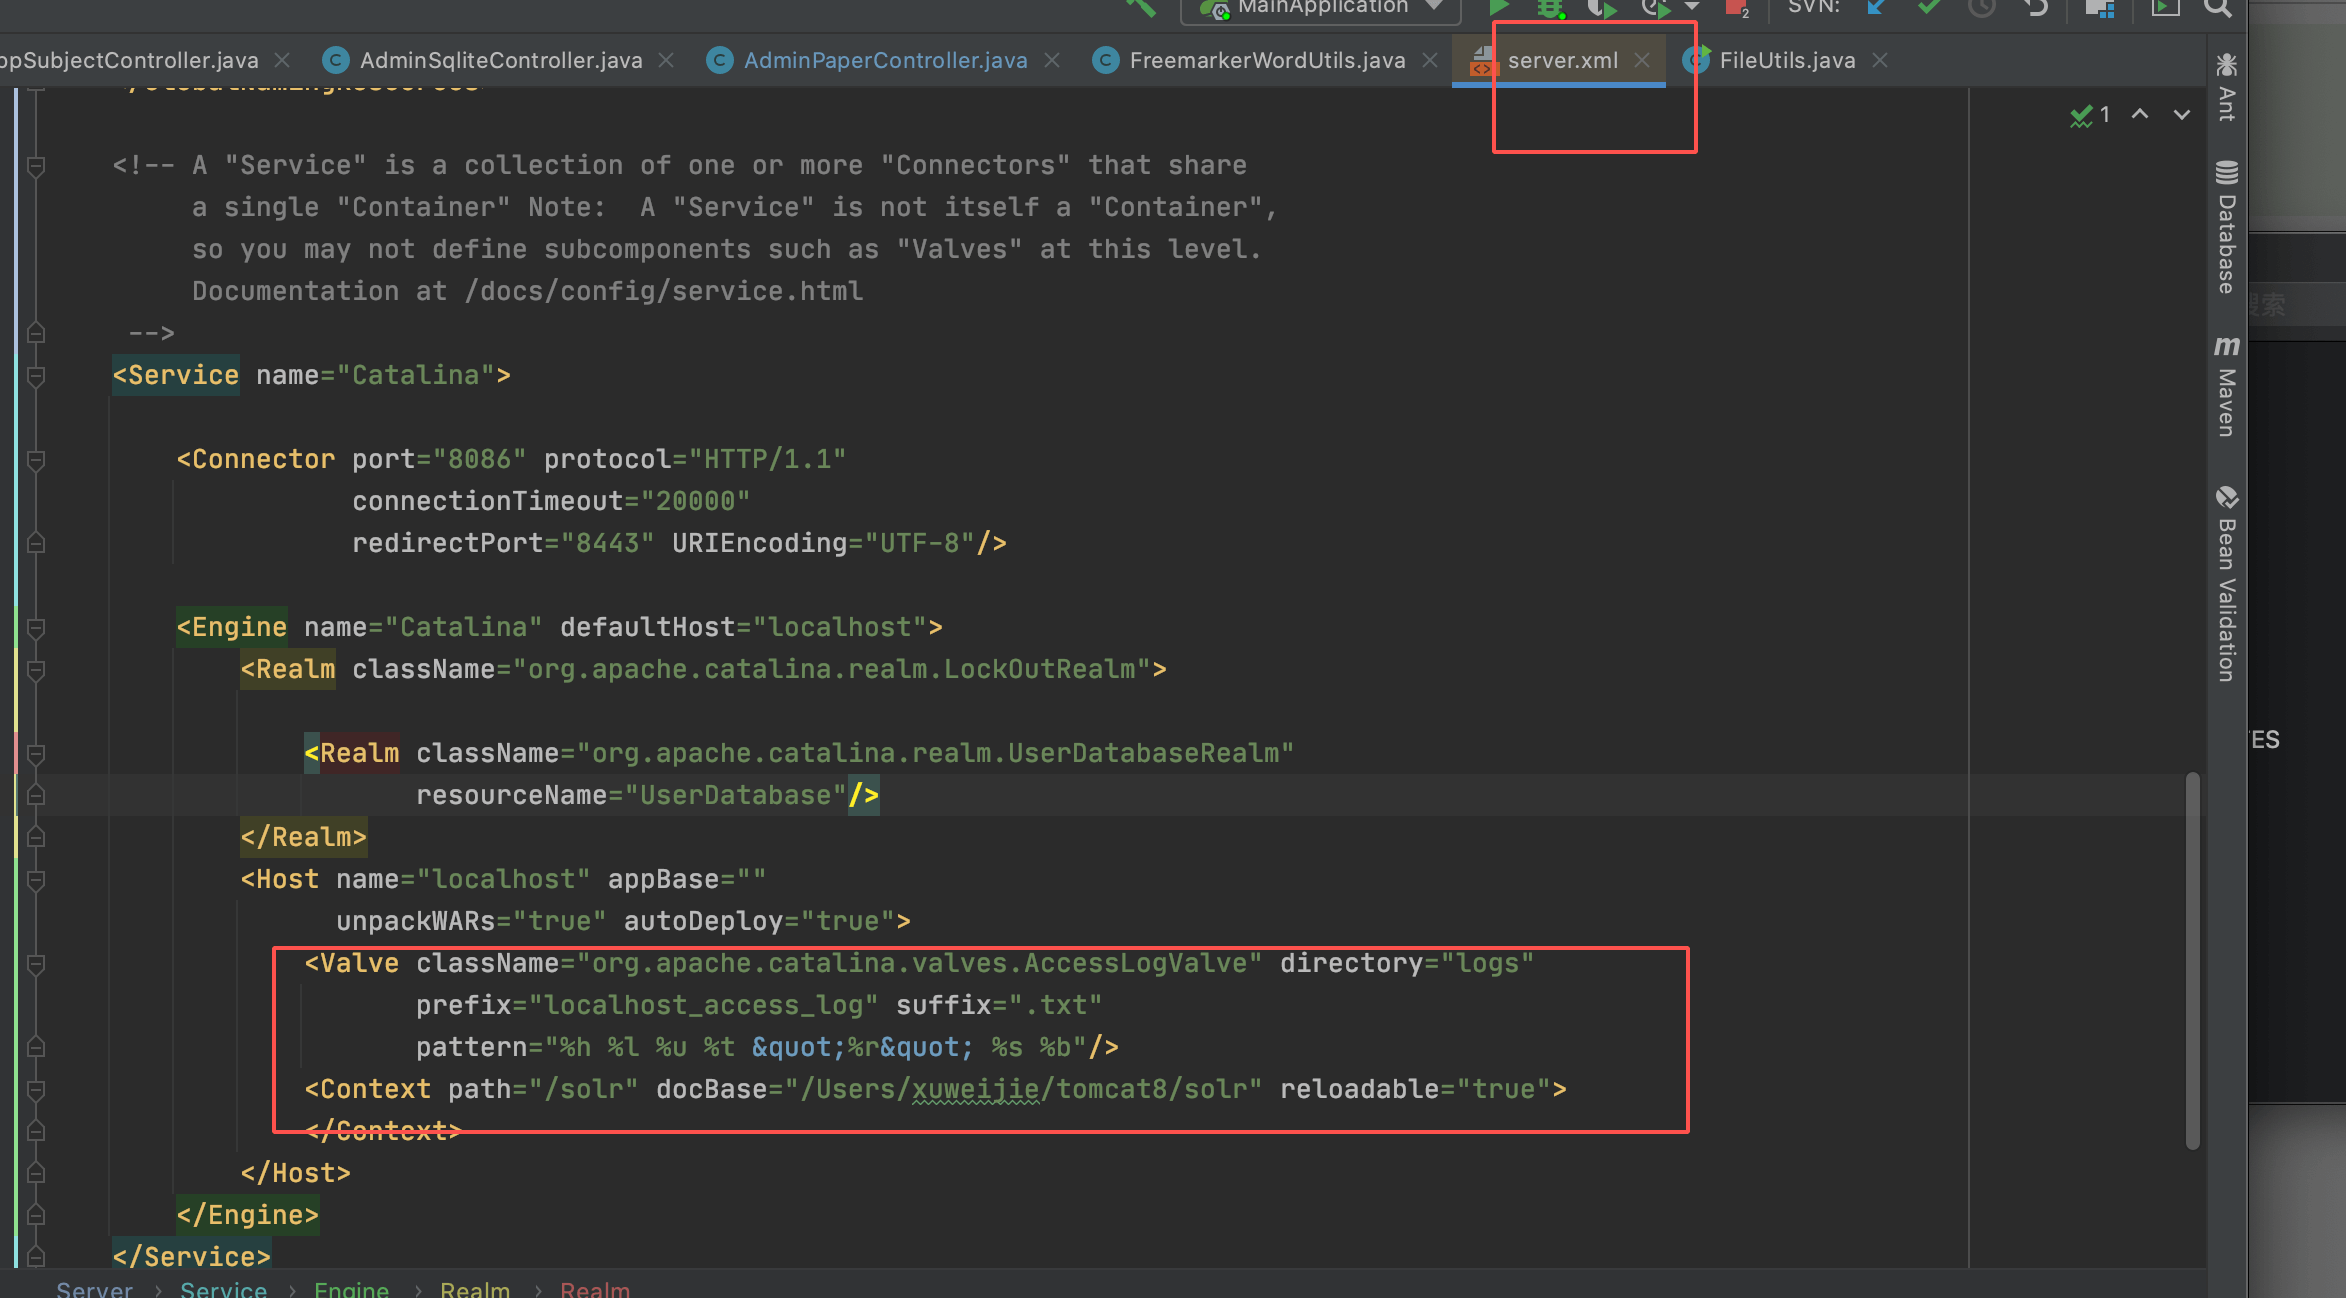 MainApplication
SVN:
ppSubjectController.java
AdminSqliteController.java
AdminPaperController.java
FreemarkerWordUtils.java
server.xml
FileUtils.java
</GlobalNamingResources>
1
<!-- A "Service" is a collection of one or more "Connectors" that share
a single "Container" Note:  A "Service" is not itself a "Container",
so you may not define subcomponents such as "Valves" at this level.
Documentation at /docs/config/service.html
-->
<Service name="Catalina">
<Connector port="8086" protocol="HTTP/1.1"
connectionTimeout="20000"
redirectPort="8443" URIEncoding="UTF-8"/>
<Engine name="Catalina" defaultHost="localhost">
<Realm className="org.apache.catalina.realm.LockOutRealm">
<Realm className="org.apache.catalina.realm.UserDatabaseRealm"
resourceName="UserDatabase"/>
</Realm>
<Host name="localhost" appBase=""
unpackWARs="true" autoDeploy="true">
<Valve className="org.apache.catalina.valves.AccessLogValve" directory="logs"
prefix="localhost_access_log" suffix=".txt"
pattern="%h %l %u %t &quot;%r&quot; %s %b"/>
<Context path="/solr" docBase="/Users/xuweijie/tomcat8/solr" reloadable="true">
</Context>
</Host>
</Engine>
</Service>
Server › Service › Engine › Realm › Realm
Ant
Database
Maven
Bean Validation
搜索
TES